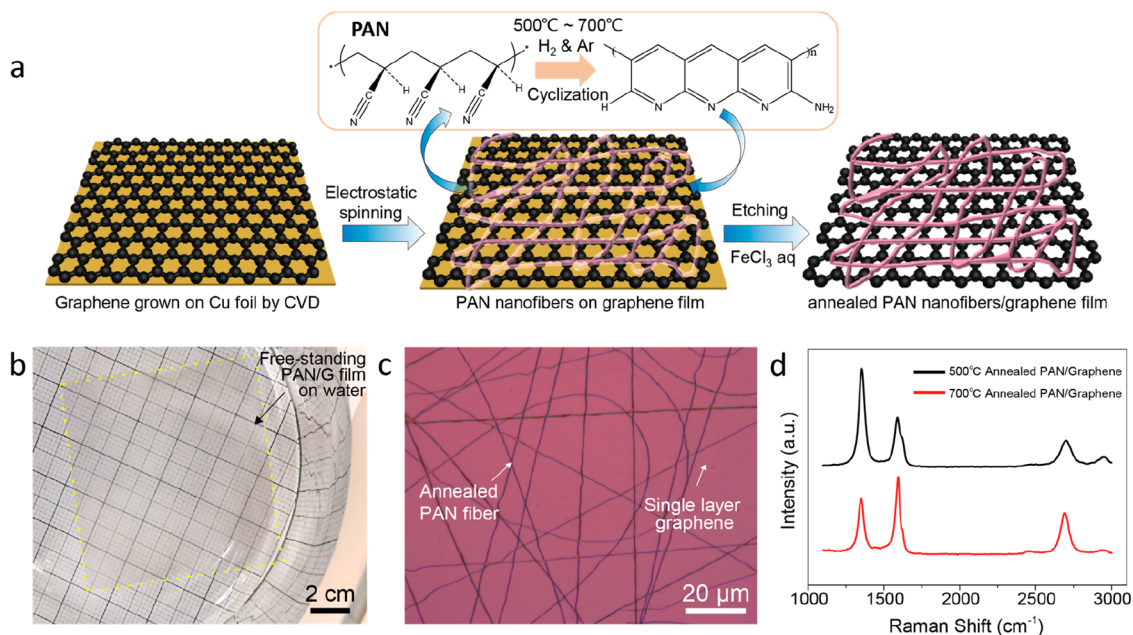 a
PAN
500℃ ~ 700℃
H₂ & Ar
Cyclization
* ( ) *
H H H
C C C
N N N
( )n
H N N N NH₂
Electrostatic
spinning
Etching
FeCl₃ aq
Graphene grown on Cu foil by CVD
PAN nanofibers on graphene film
annealed PAN nanofibers/graphene film
b
Free-standing
PAN/G film
on water
2 cm
c
Annealed
PAN fiber
Single layer
graphene
20 μm
d
500℃ Annealed PAN/Graphene
700℃ Annealed PAN/Graphene
Intensity (a.u.)
1000 1500 2000 2500 3000
Raman Shift (cm⁻¹)